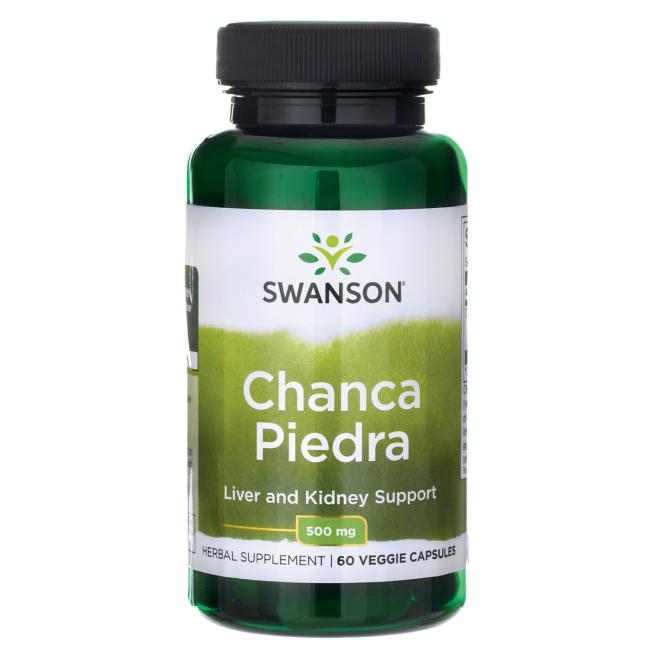 SWANSON®
Chanca
Piedra
Liver and Kidney Support
500 mg
HERBAL SUPPLEMENT | 60 VEGGIE CAPSULES